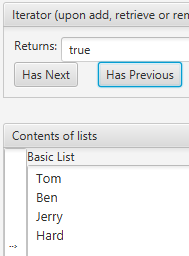 Iterator (upon add, retrieve or rem
Returns: true
Has Next Has Previous
Contents of lists
Basic List
Tom
Ben
Jerry
Hard
-->